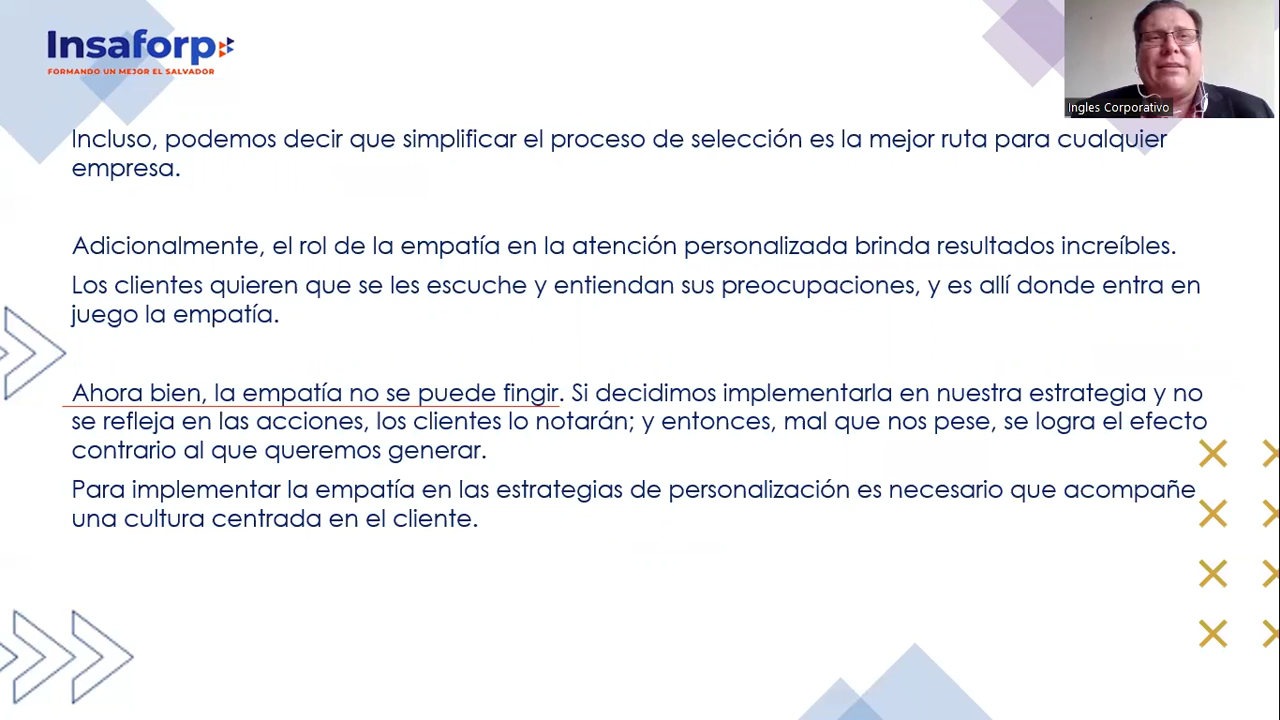 Insaforp
FORMANDO UN MEJOR EL SALVADOR
Ingles Corporativo
Incluso, podemos decir que simplificar el proceso de selección es la mejor ruta para cualquier
empresa.
Adicionalmente, el rol de la empatía en la atención personalizada brinda resultados increíbles.
Los clientes quieren que se les escuche y entiendan sus preocupaciones, y es allí donde entra en
juego la empatía.
Ahora bien, la empatía no se puede fingir. Si decidimos implementarla en nuestra estrategia y no
se refleja en las acciones, los clientes lo notarán; y entonces, mal que nos pese, se logra el efecto
contrario al que queremos generar.
Para implementar la empatía en las estrategias de personalización es necesario que acompañe
una cultura centrada en el cliente.